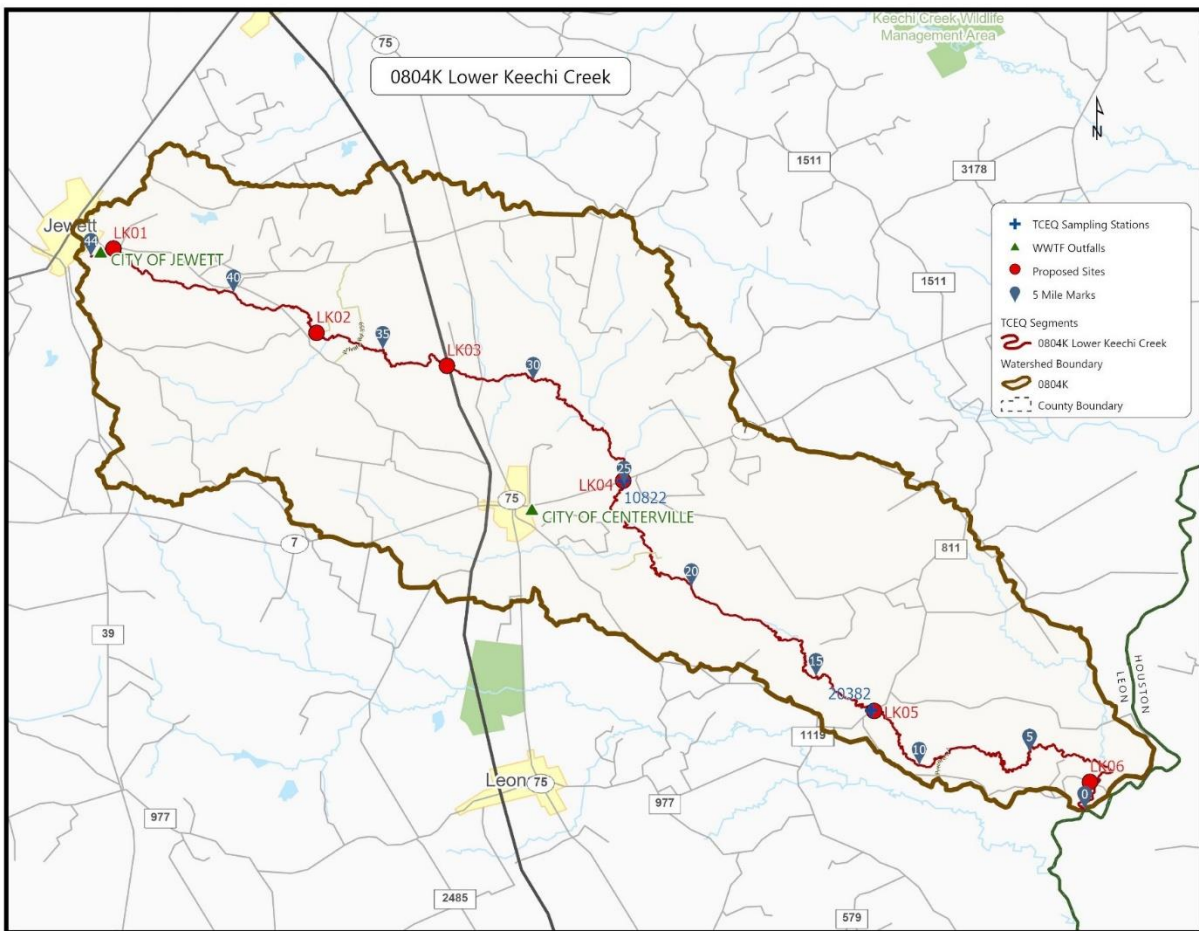 Keechi Creek Wildlife
Management Area
75
0804K Lower Keechi Creek
N
1511
3178
TCEQ Sampling Stations
WWTF Outfalls
Proposed Sites
5 Mile Marks
TCEQ Segments
0804K Lower Keechi Creek
Watershed Boundary
0804K
County Boundary
Jewett
44
LK01
CITY OF JEWETT
40
1511
LK02
35
LK03
30
7
25
LK04
10822
75
CITY OF CENTERVILLE
7
811
20
39
15
20382
LK05
HOUSTON
LEON
1119
10
5
LK06
0
Leon
75
977
977
2485
579